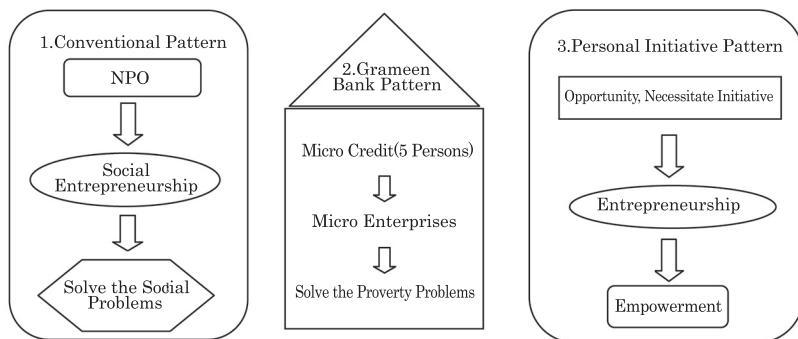 1.Conventional Pattern
NPO
Social
Entrepreneurship
Solve the Social
Problems
2.Grameen
Bank Pattern
Micro Credit(5 Persons)
Micro Enterprises
Solve the Proverty Problems
3.Personal Initiative Pattern
Opportunity, Necessitate Initiative
Entrepreneurship
Empowerment